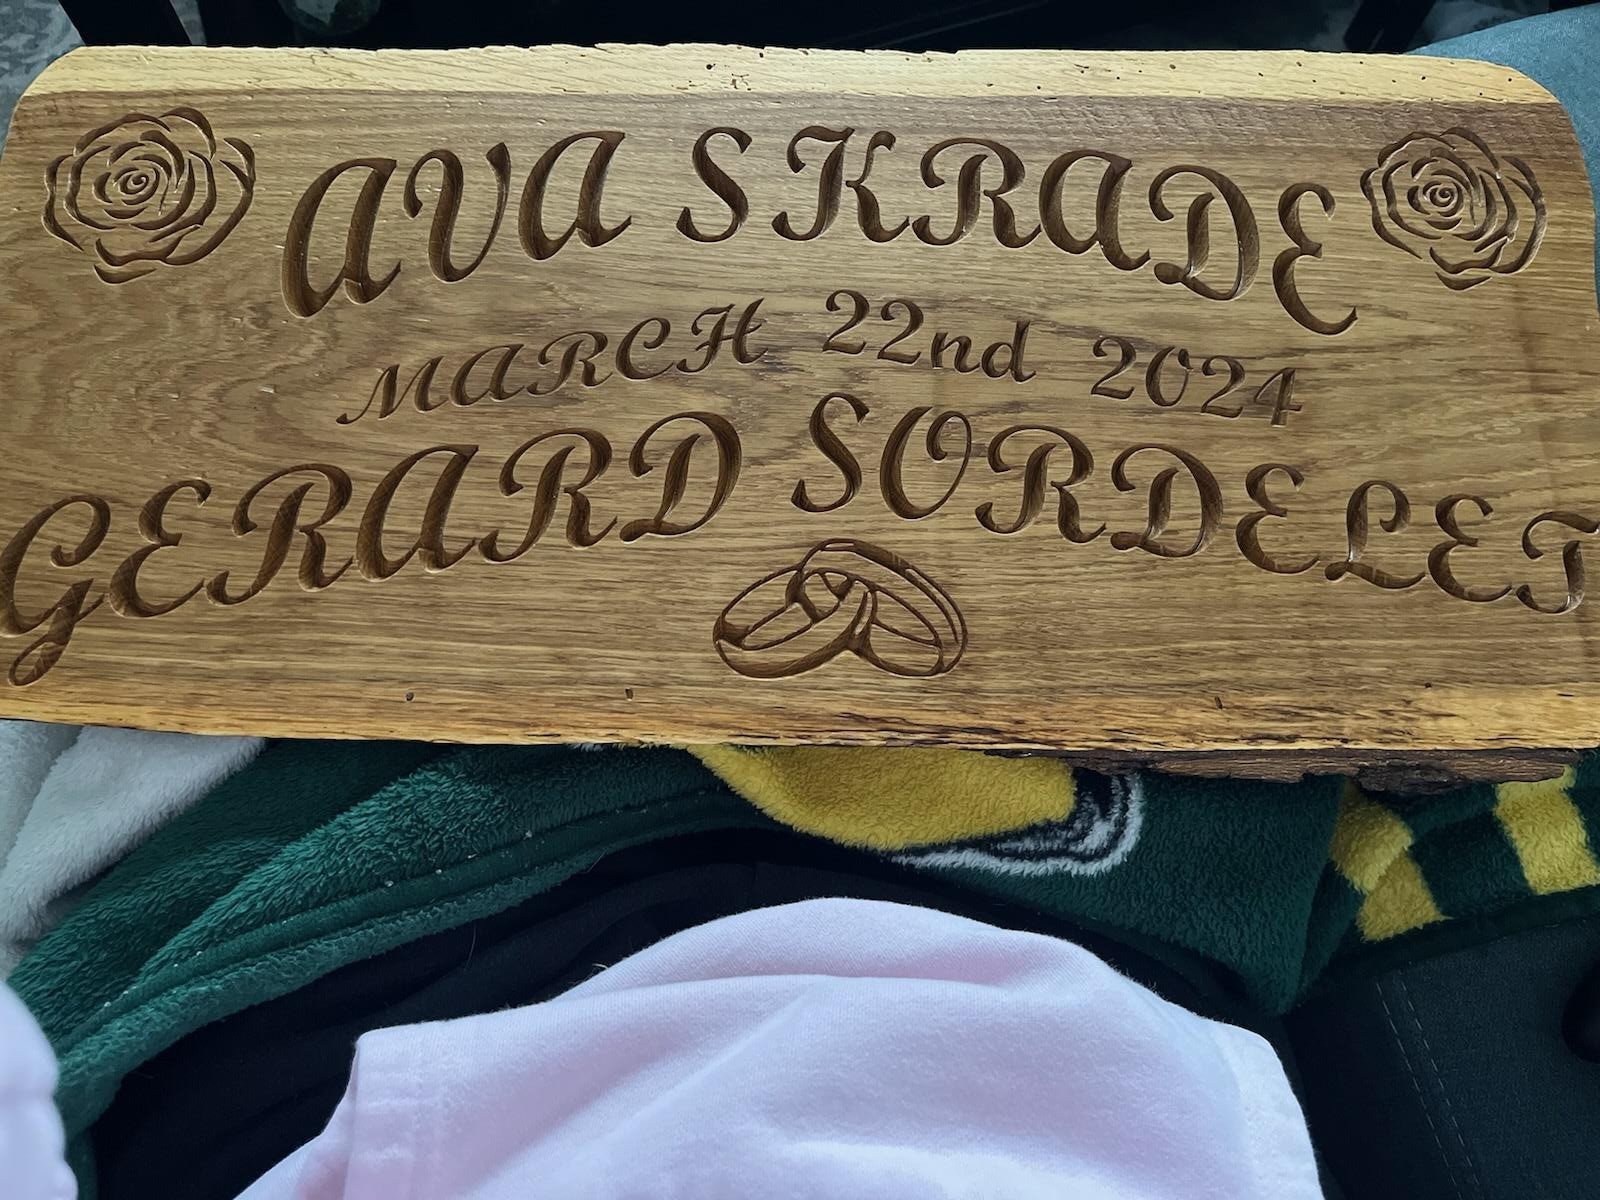 AVA SKRADE
MARCH 22nd 2024
GERARD SORDELET